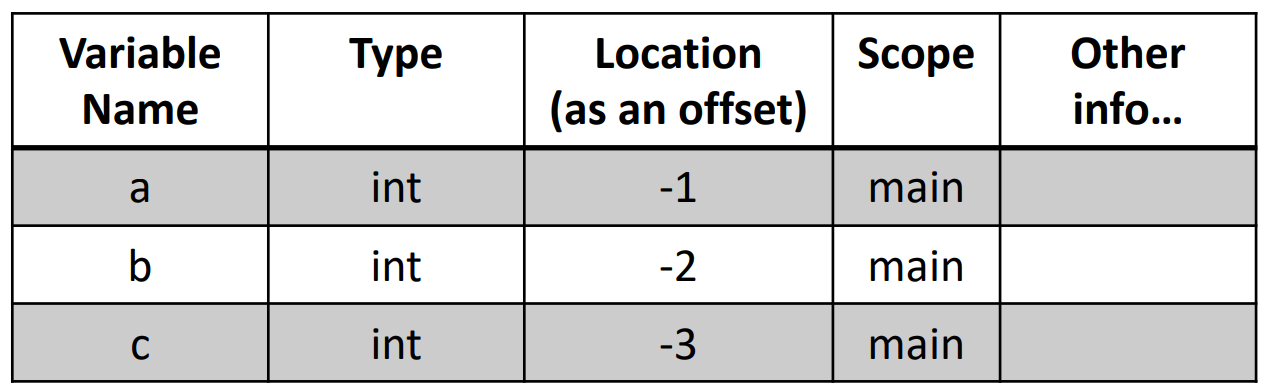 Variable Name Type Location (as an offset) Scope Other info…
a int -1 main
b int -2 main
c int -3 main